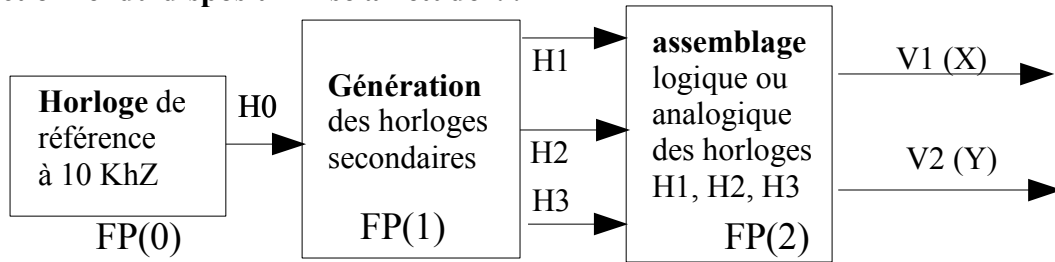 Horloge de
référence
à 10 KhZ
FP(0)
H0
Génération
des horloges
secondaires
FP(1)
H1
H2
H3
assemblage
logique ou
analogique
des horloges
H1, H2, H3
FP(2)
V1 (X)
V2 (Y)